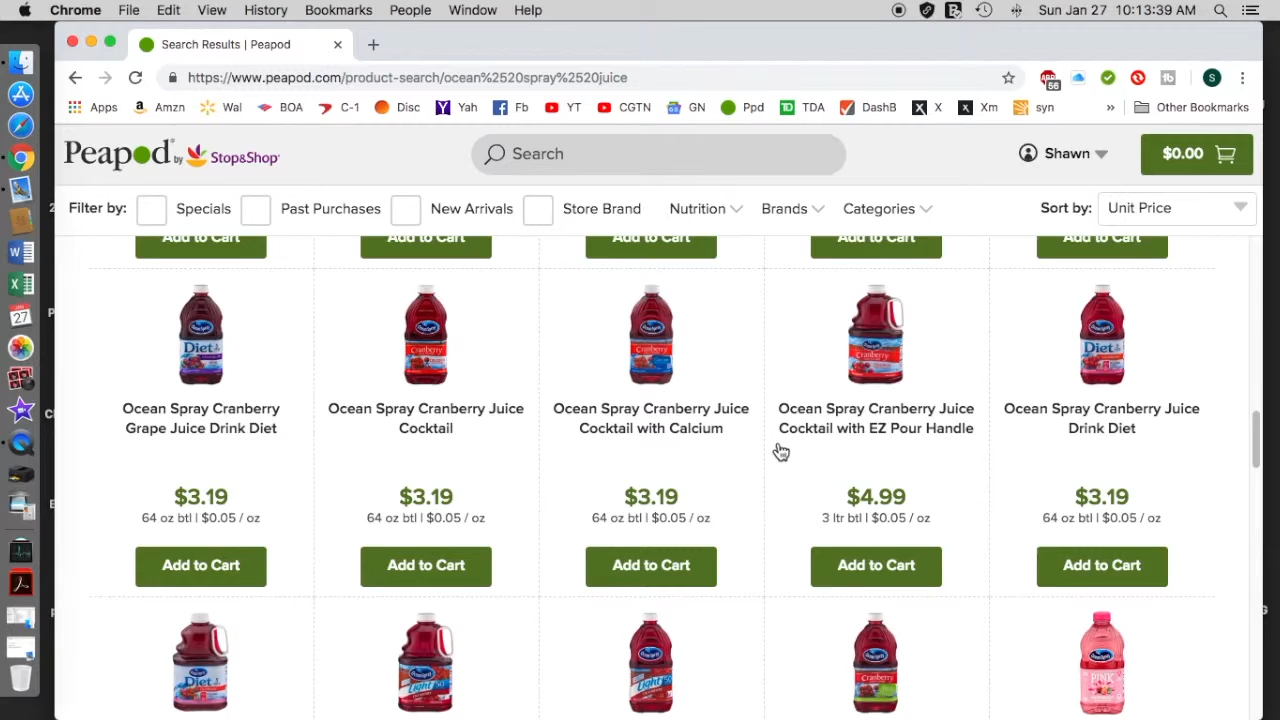 Chrome File Edit View History Bookmarks People Window Help Sun Jan 27 10:13:39 AM
Search Results | Peapod
https://www.peapod.com/product-search/ocean%2520spray%2520juice
56
S
Apps Amzn Wal BOA C-1 Disc Yah Fb YT CGTN GN Ppd TDA DashB X Xm syn » Other Bookmarks
Peapod by Stop&Shop
Search
Shawn
$0.00
Filter by: Specials Past Purchases New Arrivals Store Brand Nutrition Brands Categories Sort by: Unit Price
Add to Cart Add to Cart Add to Cart Add to Cart Add to Cart
Ocean Spray Cranberry
Grape Juice Drink Diet
$3.19
64 oz btl | $0.05 / oz
Add to Cart
Ocean Spray Cranberry Juice
Cocktail
$3.19
64 oz btl | $0.05 / oz
Add to Cart
Ocean Spray Cranberry Juice
Cocktail with Calcium
$3.19
64 oz btl | $0.05 / oz
Add to Cart
Ocean Spray Cranberry Juice
Cocktail with EZ Pour Handle
$4.99
3 ltr btl | $0.05 / oz
Add to Cart
Ocean Spray Cranberry Juice
Drink Diet
$3.19
64 oz btl | $0.05 / oz
Add to Cart